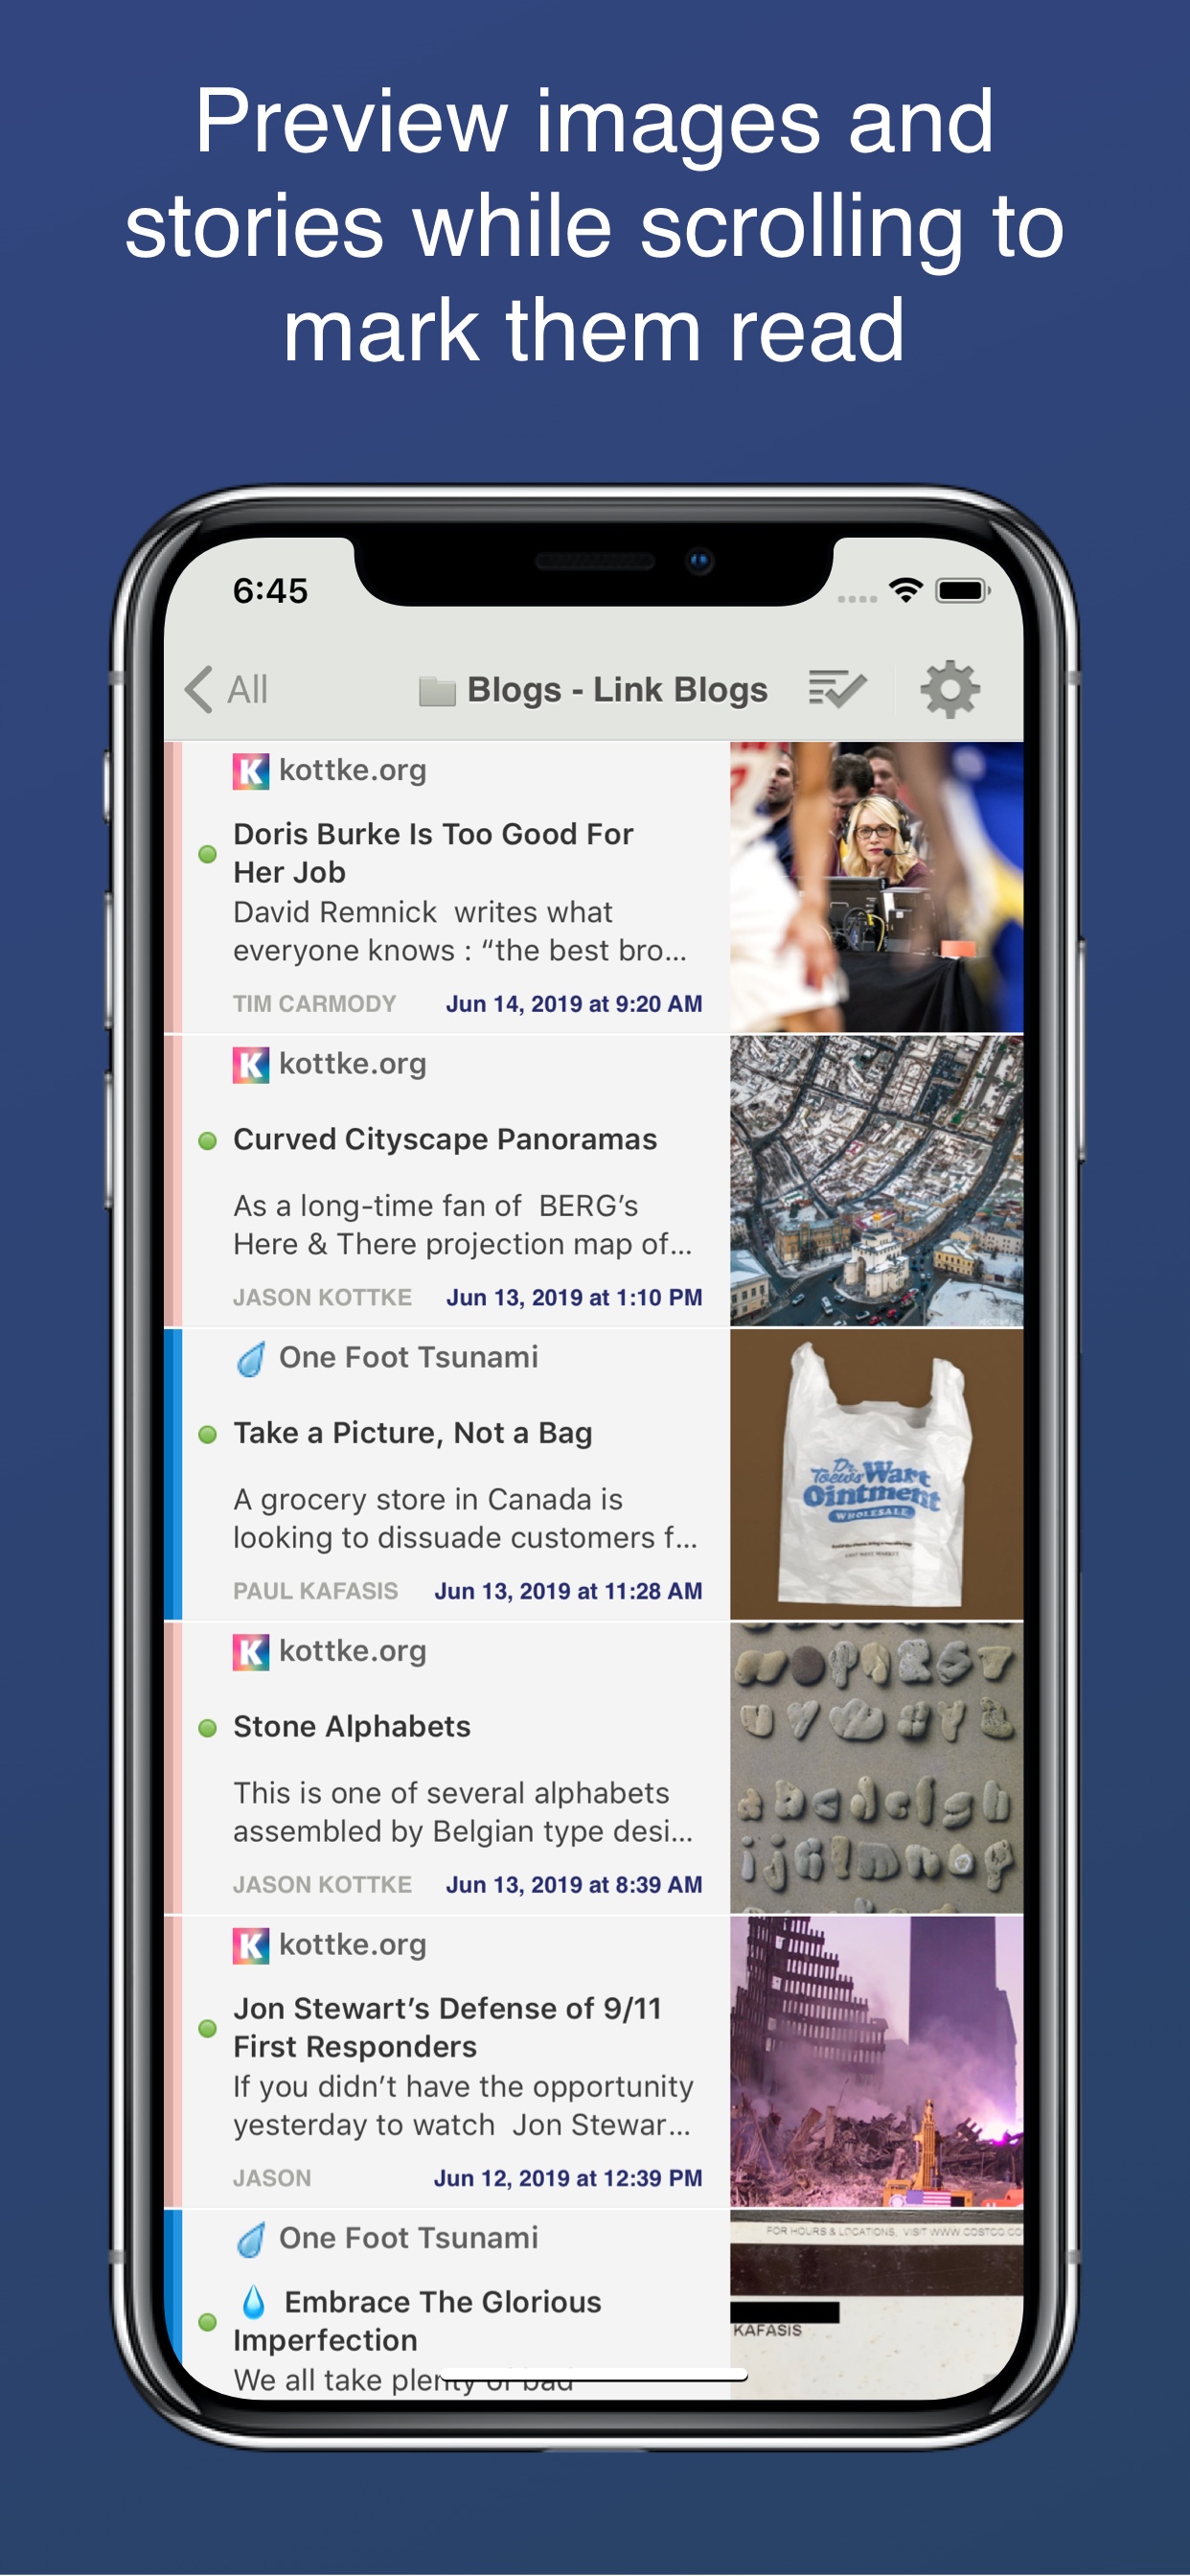 Preview images and
stories while scrolling to
mark them read
6:45
All
Blogs - Link Blogs
K kottke.org
Doris Burke Is Too Good For
Her Job
David Remnick writes what
everyone knows : “the best bro...
TIM CARMODY Jun 14, 2019 at 9:20 AM
K kottke.org
Curved Cityscape Panoramas
As a long-time fan of BERG’s
Here & There projection map of...
JASON KOTTKE Jun 13, 2019 at 1:10 PM
One Foot Tsunami
Take a Picture, Not a Bag
A grocery store in Canada is
looking to dissuade customers f...
PAUL KAFASIS Jun 13, 2019 at 11:28 AM
Dr.
Toews Wart
Ointment
WHOLESALE
K kottke.org
Stone Alphabets
This is one of several alphabets
assembled by Belgian type desi...
JASON KOTTKE Jun 13, 2019 at 8:39 AM
K kottke.org
Jon Stewart’s Defense of 9/11
First Responders
If you didn’t have the opportunity
yesterday to watch Jon Stewar...
JASON Jun 12, 2019 at 12:39 PM
One Foot Tsunami
Embrace The Glorious
Imperfection
We all take plenty of bad
FOR HOURS & LOCATIONS, VISIT WWW.COSTCO.CO
KAFASIS